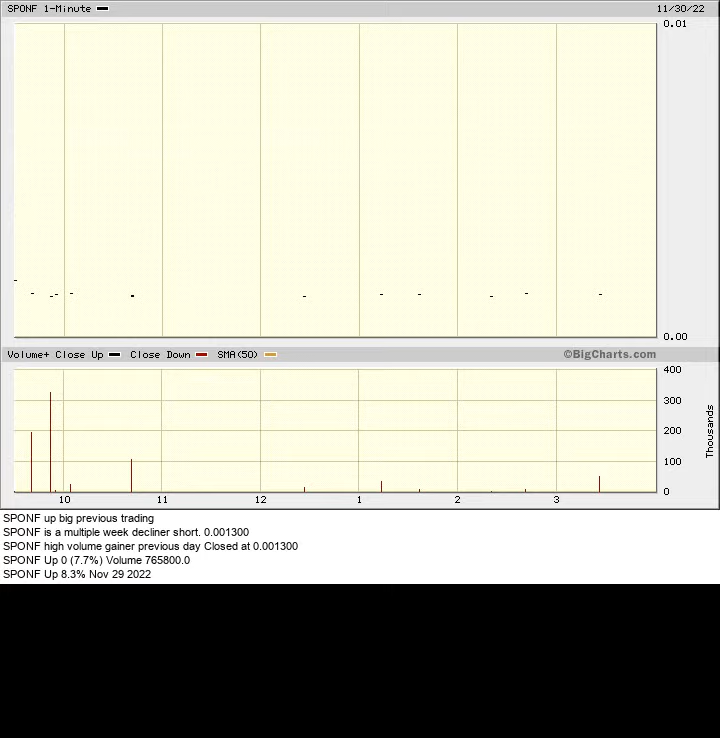 SPONF 1-Minute 11/30/22
0.01
0.00
Volume+ Close Up Close Down SMA(50) ©BigCharts.com
400
300
200
100
0
Thousands
10 11 12 1 2 3
SPONF up big previous trading
SPONF is a multiple week decliner short. 0.001300
SPONF high volume gainer previous day Closed at 0.001300
SPONF Up 0 (7.7%) Volume 765800.0
SPONF Up 8.3% Nov 29 2022